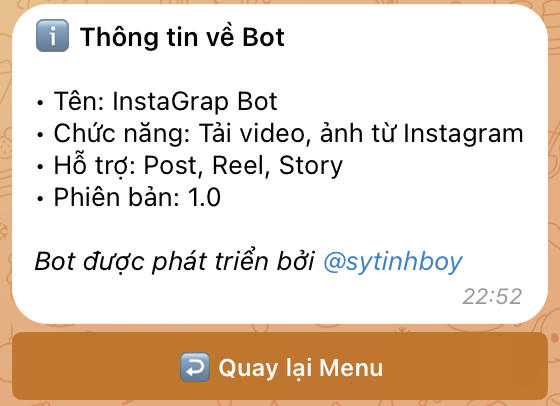 ℹ️ Thông tin về Bot
• Tên: InstaGrap Bot
• Chức năng: Tải video, ảnh từ Instagram
• Hỗ trợ: Post, Reel, Story
• Phiên bản: 1.0
Bot được phát triển bởi @sytinhboy
22:52
↩️ Quay lại Menu